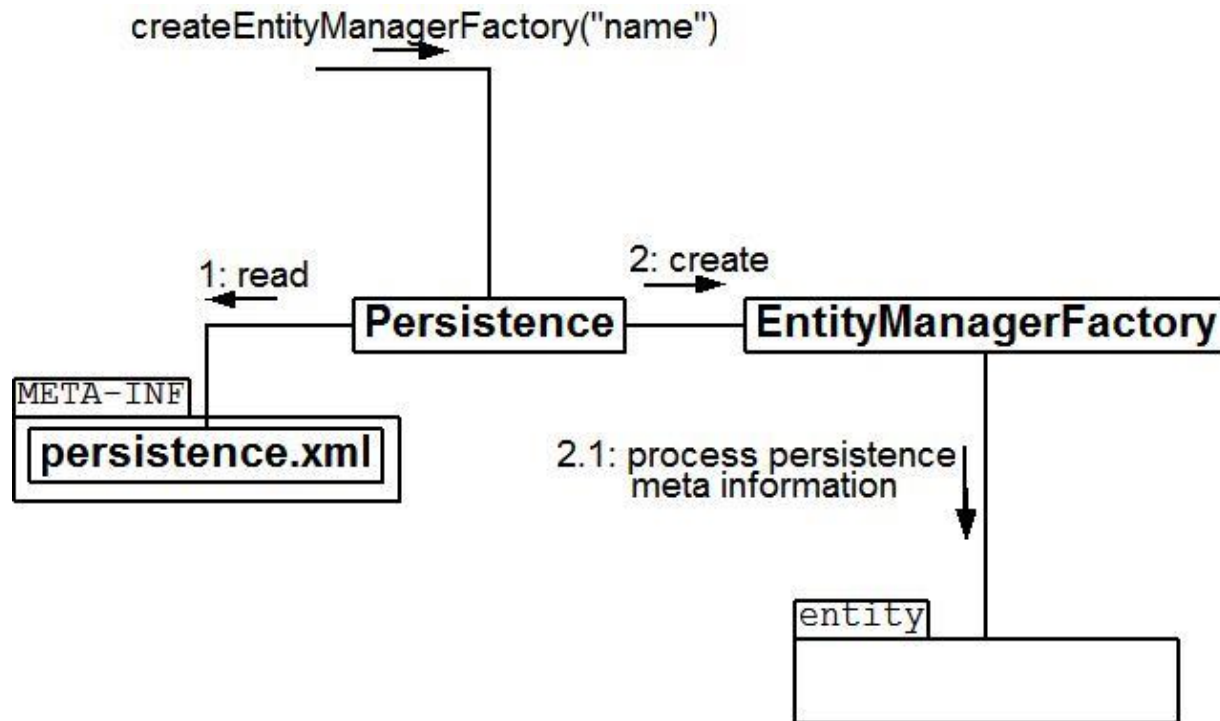 createEntityManagerFactory("name")
1: read
2: create
Persistence
EntityManagerFactory
META-INF
persistence.xml
2.1: process persistence
meta information
entity